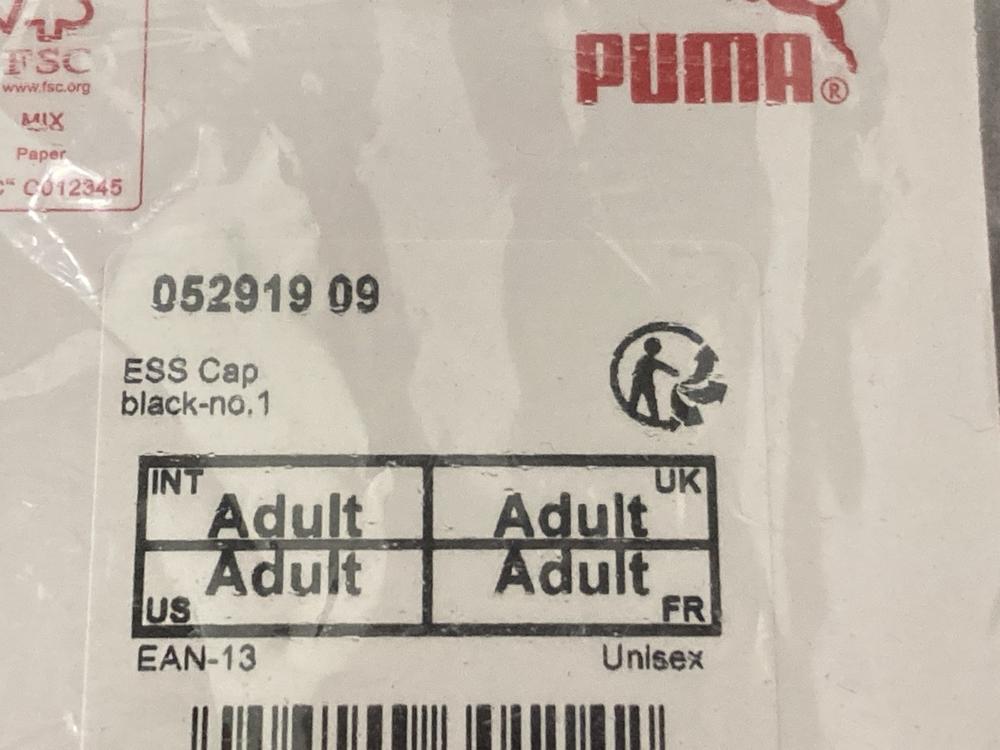 PUMA®
FSC
www.fsc.org
MIX
Paper
C012345
052919 09
ESS Cap
black-no.1
INT Adult
Adult UK
US Adult
Adult FR
EAN-13 Unisex